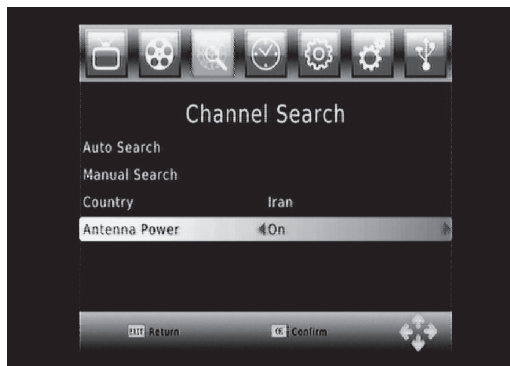 Channel Search
Auto Search
Manual Search
Country Iran
Antenna Power On
EXIT Return OK Confirm